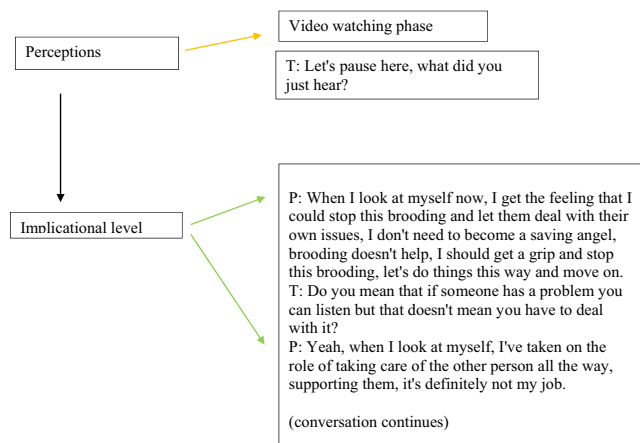 Video watching phase
Perceptions
T: Let's pause here, what did you
just hear?
P: When I look at myself now, I get the feeling that I
could stop this brooding and let them deal with their
own issues, I don't need to become a saving angel,
brooding doesn't help, I should get a grip and stop
this brooding, let's do things this way and move on.
T: Do you mean that if someone has a problem you
can listen but that doesn't mean you have to deal
with it?
P: Yeah, when I look at myself, I've taken on the
role of taking care of the other person all the way,
supporting them, it's definitely not my job.
(conversation continues)
Implicational level